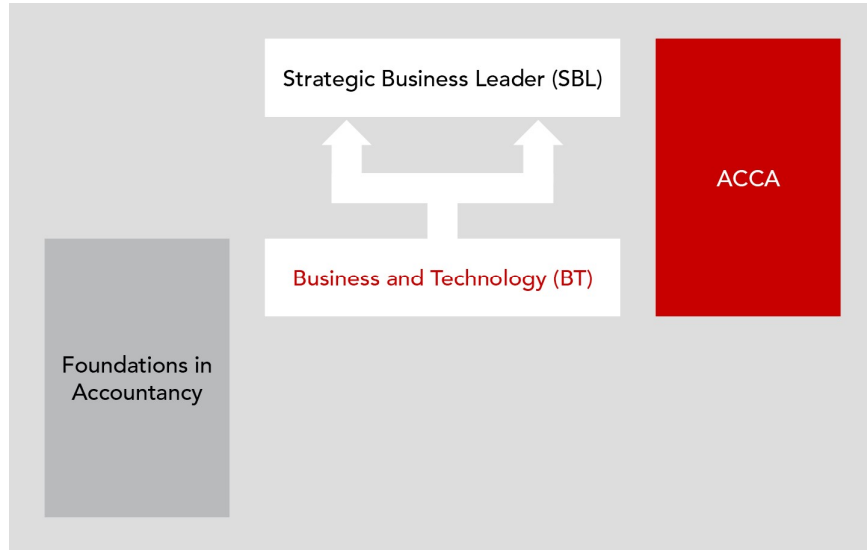 Strategic Business Leader (SBL)
ACCA
Business and Technology (BT)
Foundations in
Accountancy